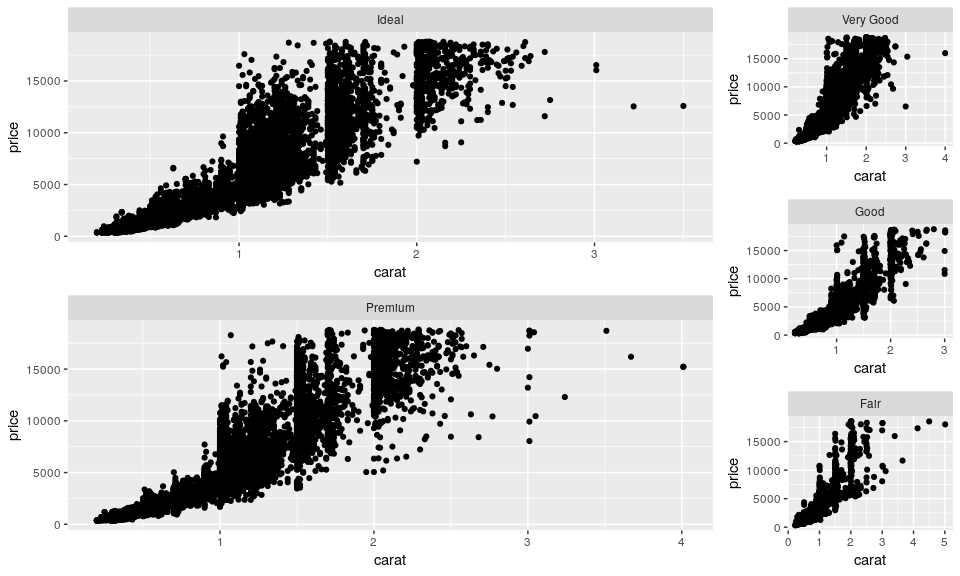 Ideal
price
15000
10000
5000
0
1 2 3
carat
Premium
price
15000
10000
5000
0
1 2 3 4
carat
Very Good
price
15000
10000
5000
0
1 2 3 4
carat
Good
price
15000
10000
5000
0
1 2 3
carat
Fair
price
15000
10000
5000
0
0 1 2 3 4 5
carat